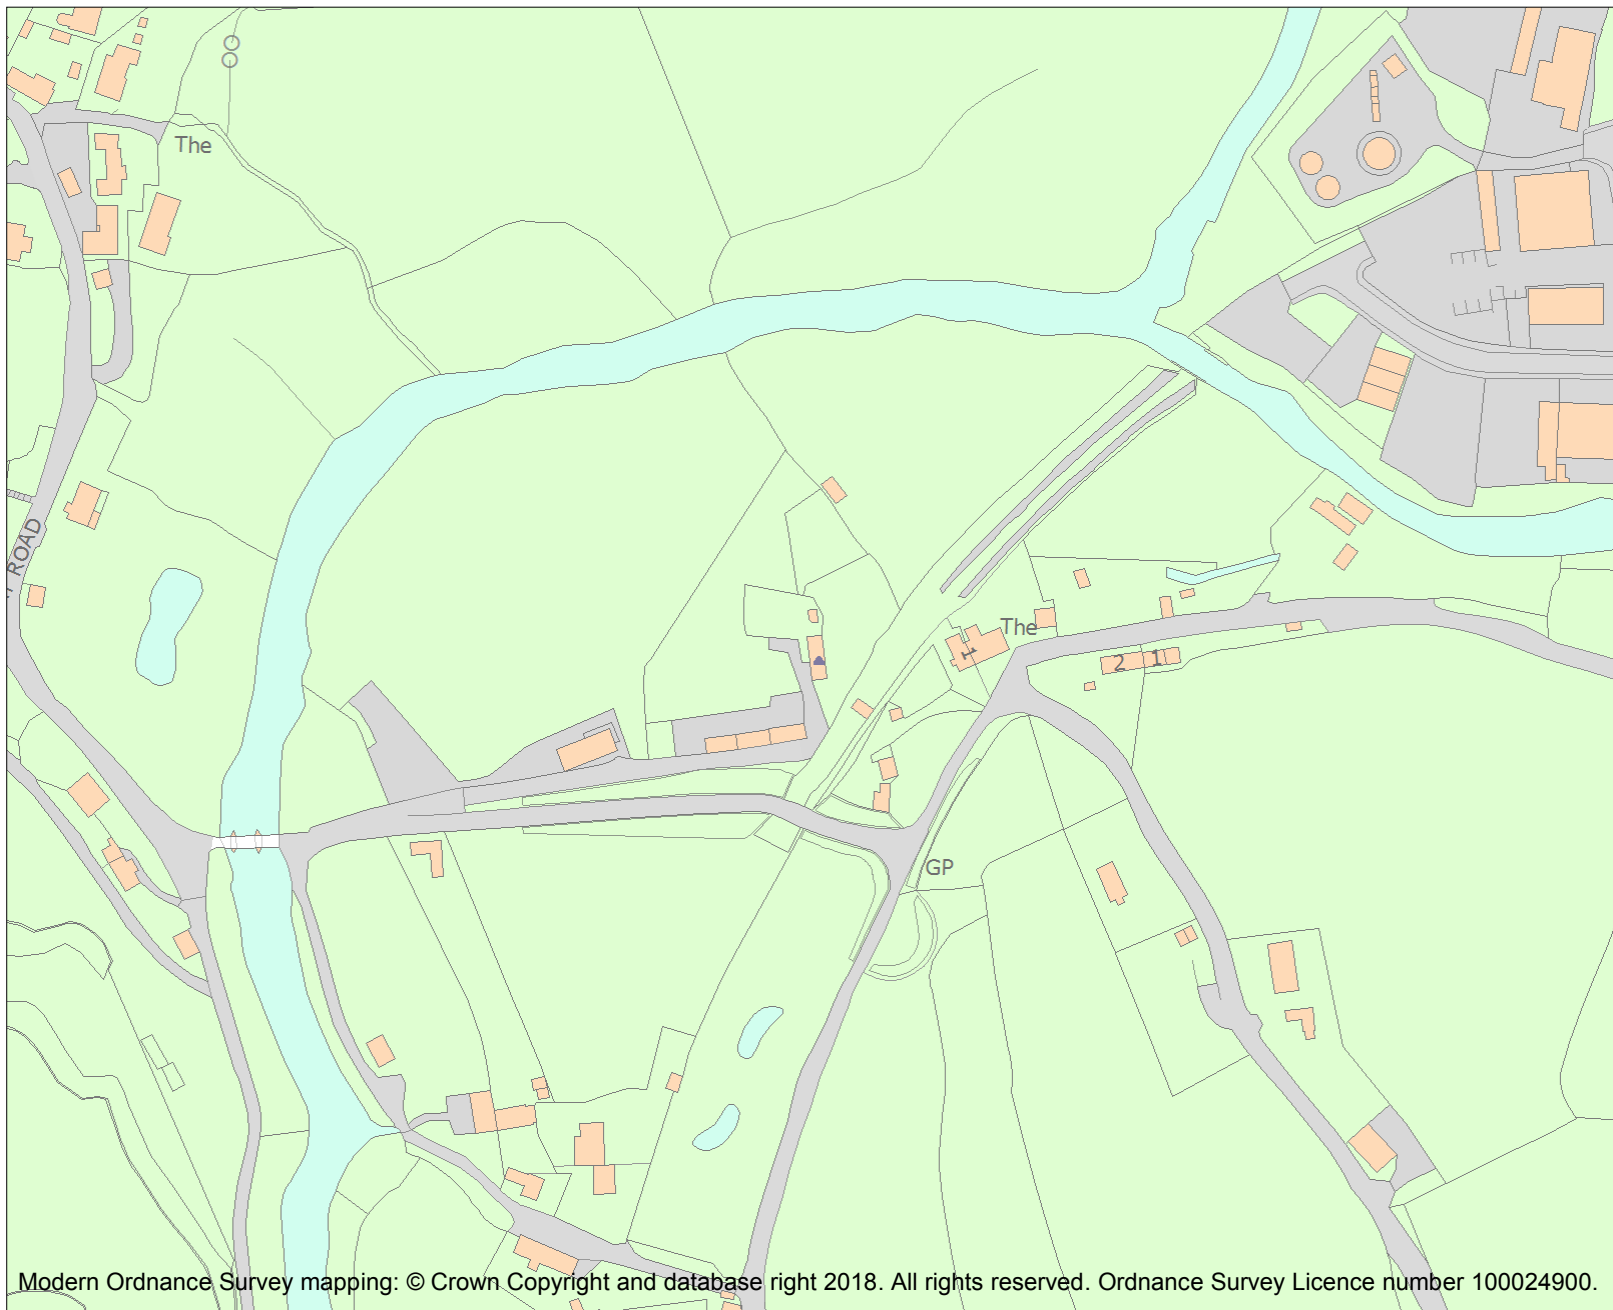 The
ROAD
The
1
2 1
GP
Modern Ordnance Survey mapping: © Crown Copyright and database right 2018. All rights reserved. Ordnance Survey Licence number 100024900.